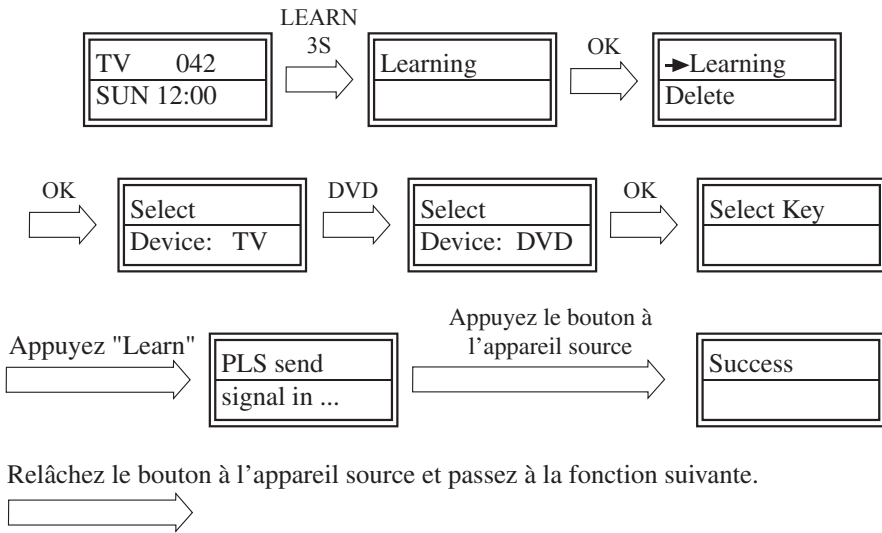 LEARN
3S
OK
TV 042
SUN 12:00
Learning
➔Learning
Delete
OK
DVD
OK
Select
Device: TV
Select
Device: DVD
Select Key
Appuyez "Learn"
PLS send
signal in ...
Appuyez le bouton à
l'appareil source
Success
Relâchez le bouton à l'appareil source et passez à la fonction suivante.